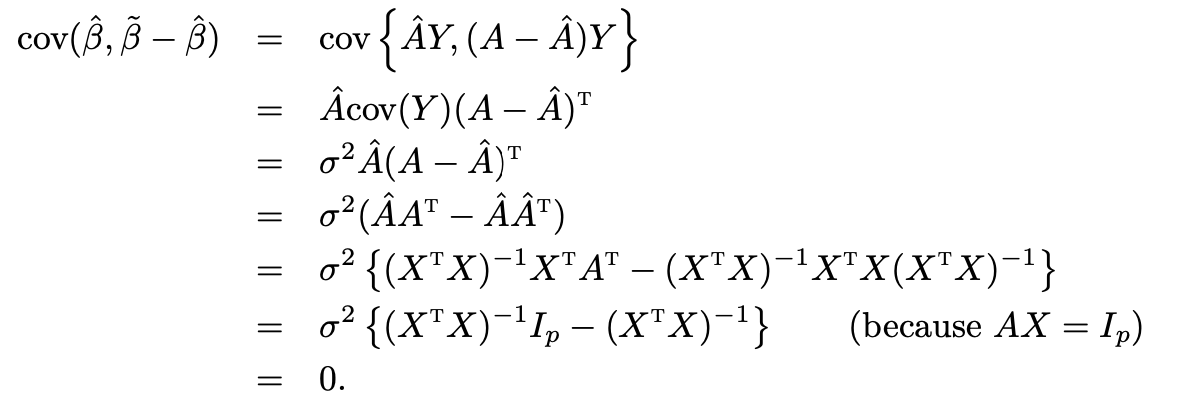 cov(β̂, β̃ − β̂) = cov {ÂY, (A − Â)Y}
= Âcov(Y)(A − Â)ᵀ
= σ²Â(A − Â)ᵀ
= σ²(ÂAᵀ − ÂÂᵀ)
= σ² {(XᵀX)⁻¹XᵀAᵀ − (XᵀX)⁻¹XᵀX(XᵀX)⁻¹}
= σ² {(XᵀX)⁻¹Iₚ − (XᵀX)⁻¹} (because AX = Iₚ)
= 0.